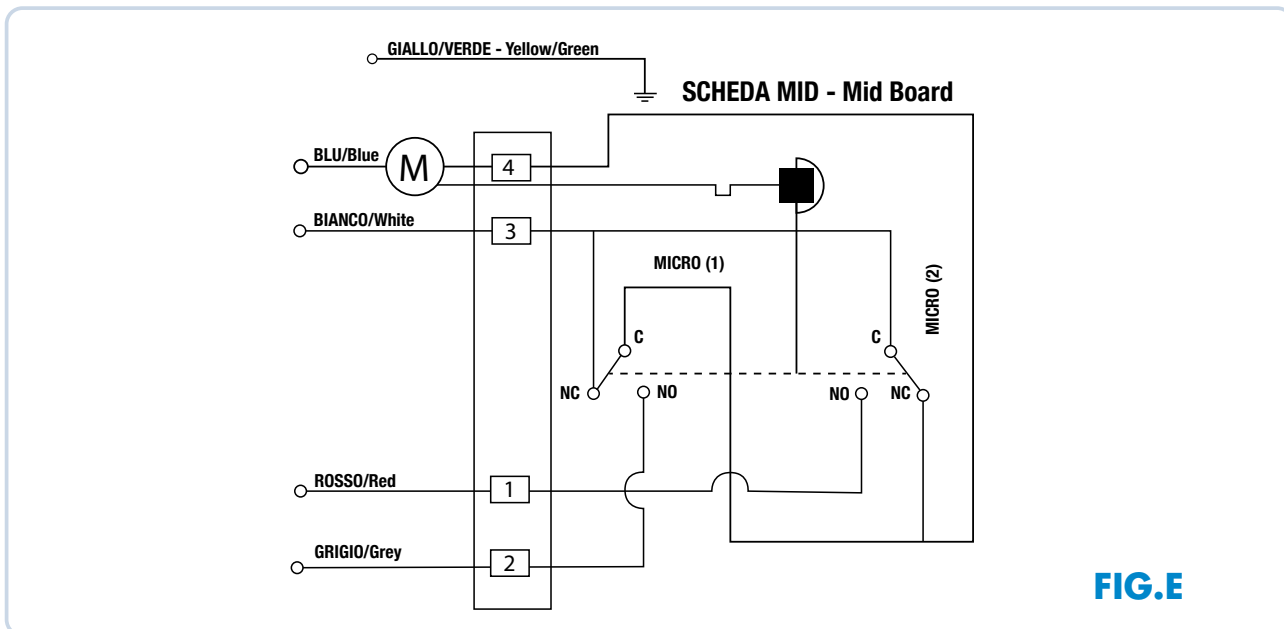 GIALLO/VERDE - Yellow/Green
SCHEDA MID - Mid Board
BLU/Blue
M
4
BIANCO/White
3
MICRO (1)
MICRO (2)
C
C
NC
NO
NO
NC
ROSSO/Red
1
GRIGIO/Grey
2
FIG.E